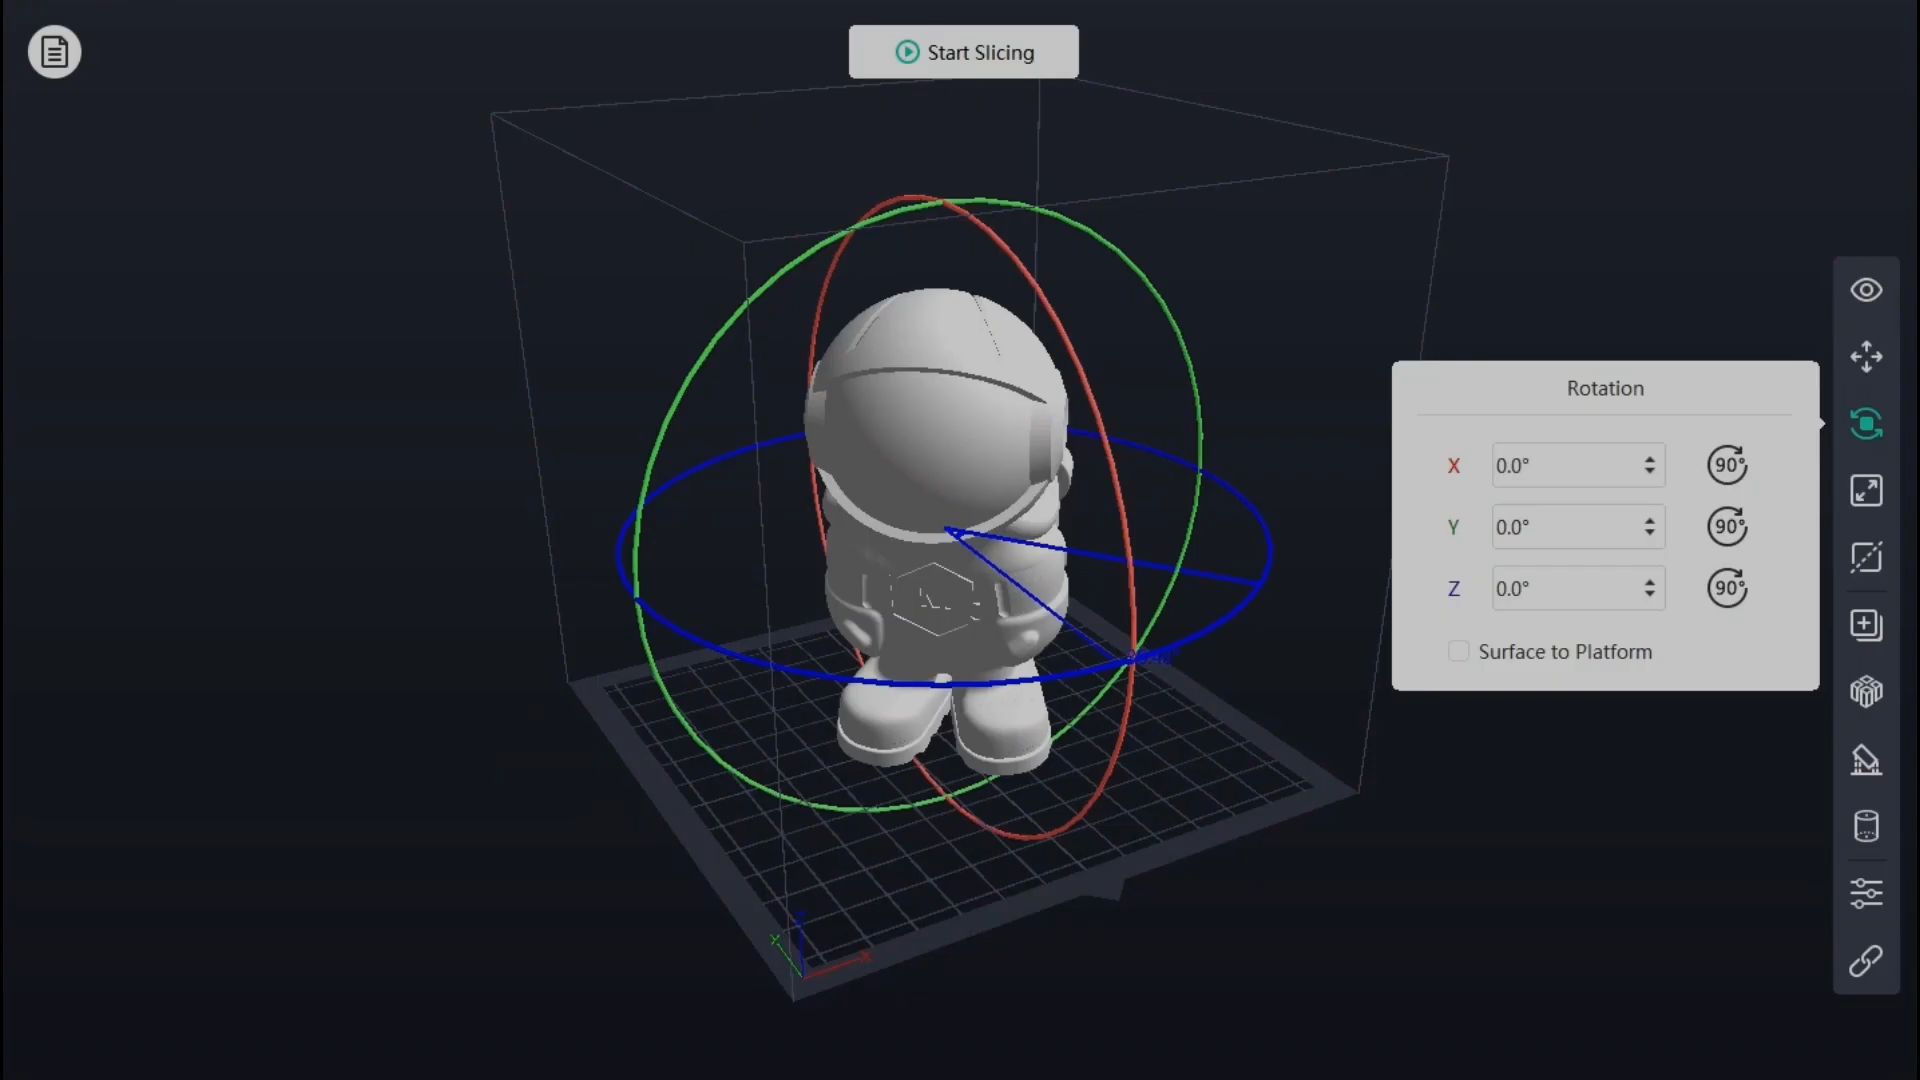 Start Slicing
Rotation
X 0.0° 90°
Y 0.0° 90°
Z 0.0° 90°
Surface to Platform
Z
Y
X